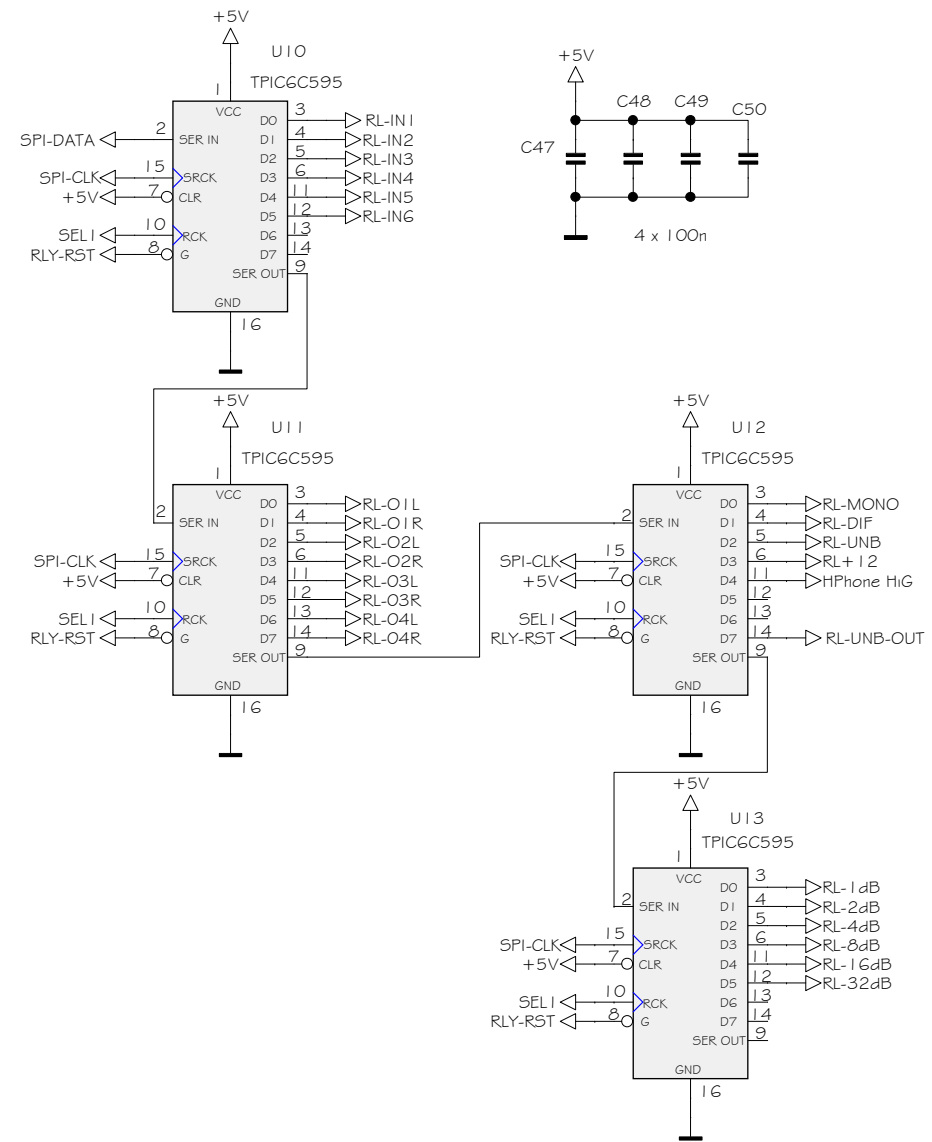 +5V
U10
TPIC6C595
1
VCC
SPI-DATA 2 SER IN
SPI-CLK 15 SRCK
+5V 7 CLR
SEL1 10 RCK
RLY-RST 8 G
D0 3 RL-IN1
D1 4 RL-IN2
D2 5 RL-IN3
D3 6 RL-IN4
D4 11 RL-IN5
D5 12 RL-IN6
D6 13
D7 14
SER OUT 9
GND
16
+5V
C47
C48
C49
C50
4 x 100n
+5V
U11
TPIC6C595
1
VCC
2 SER IN
SPI-CLK 15 SRCK
+5V 7 CLR
SEL1 10 RCK
RLY-RST 8 G
D0 3 RL-O1L
D1 4 RL-O1R
D2 5 RL-O2L
D3 6 RL-O2R
D4 11 RL-O3L
D5 12 RL-O3R
D6 13 RL-O4L
D7 14 RL-O4R
SER OUT 9
GND
16
+5V
U12
TPIC6C595
1
VCC
2 SER IN
SPI-CLK 15 SRCK
+5V 7 CLR
SEL1 10 RCK
RLY-RST 8 G
D0 3 RL-MONO
D1 4 RL-DIF
D2 5 RL-UNB
D3 6 RL+12
D4 11 HPhone HiG
D5 12
D6 13
D7 14 RL-UNB-OUT
SER OUT 9
GND
16
+5V
U13
TPIC6C595
1
VCC
2 SER IN
SPI-CLK 15 SRCK
+5V 7 CLR
SEL1 10 RCK
RLY-RST 8 G
D0 3 RL-1dB
D1 4 RL-2dB
D2 5 RL-4dB
D3 6 RL-8dB
D4 11 RL-16dB
D5 12 RL-32dB
D6 13
D7 14
SER OUT 9
GND
16